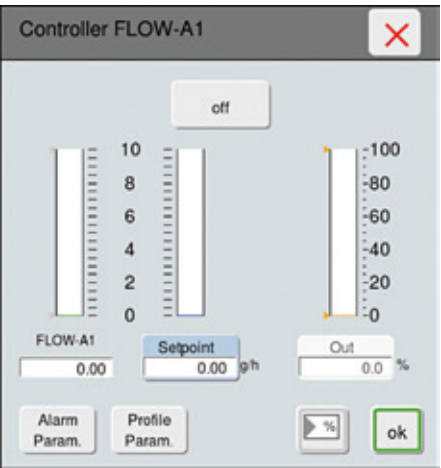 Controller FLOW-A1
off
10
8
6
4
2
0
100
80
60
40
20
0
FLOW-A1
0.00
Setpoint
0.00 g/h
Out
0.0 %
Alarm
Param.
Profile
Param.
%
ok